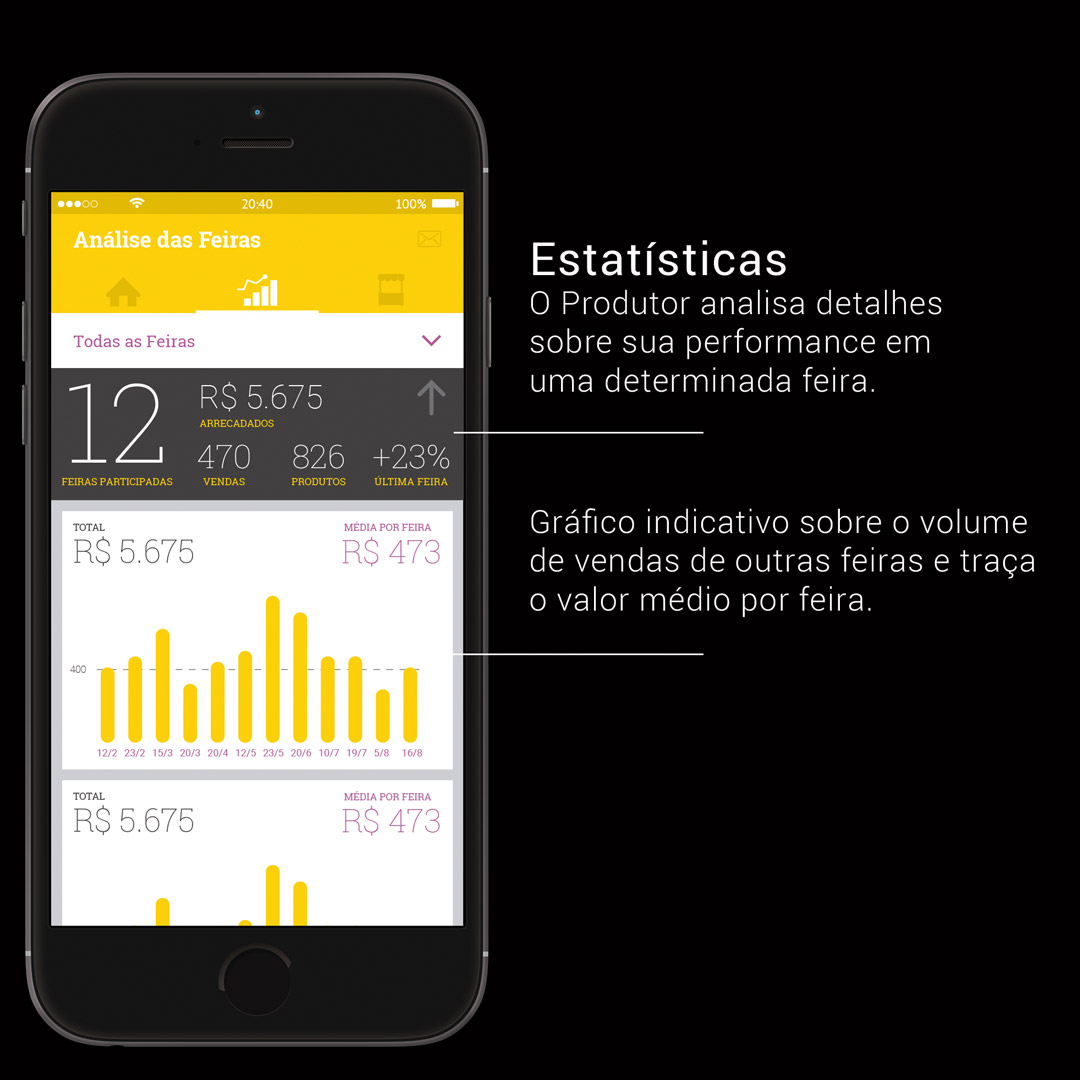 20:40
100%
Análise das Feiras
Todas as Feiras
12
FEIRAS PARTICIPADAS
R$ 5.675
ARRECADADOS
470
VENDAS
826
PRODUTOS
+23%
ÚLTIMA FEIRA
TOTAL
R$ 5.675
MÉDIA POR FEIRA
R$ 473
400
12/2 23/2 15/3 20/3 20/4 12/5 23/5 20/6 10/7 19/7 5/8 16/8
TOTAL
R$ 5.675
MÉDIA POR FEIRA
R$ 473
Estatísticas
O Produtor analisa detalhes
sobre sua performance em
uma determinada feira.
Gráfico indicativo sobre o volume
de vendas de outras feiras e traça
o valor médio por feira.